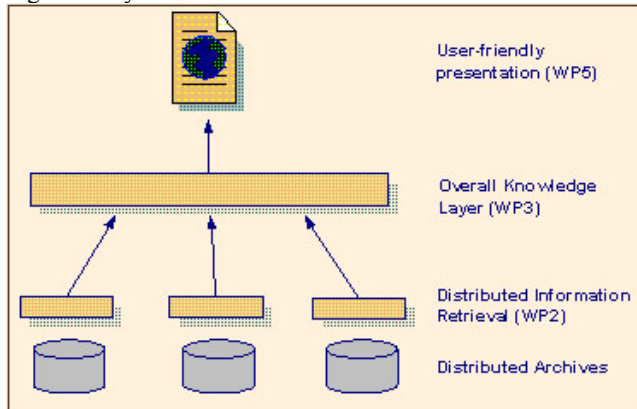 User-friendly
presentation (WP5)
Overall Knowledge
Layer (WP3)
Distributed Information
Retrieval (WP2)
Distributed Archives